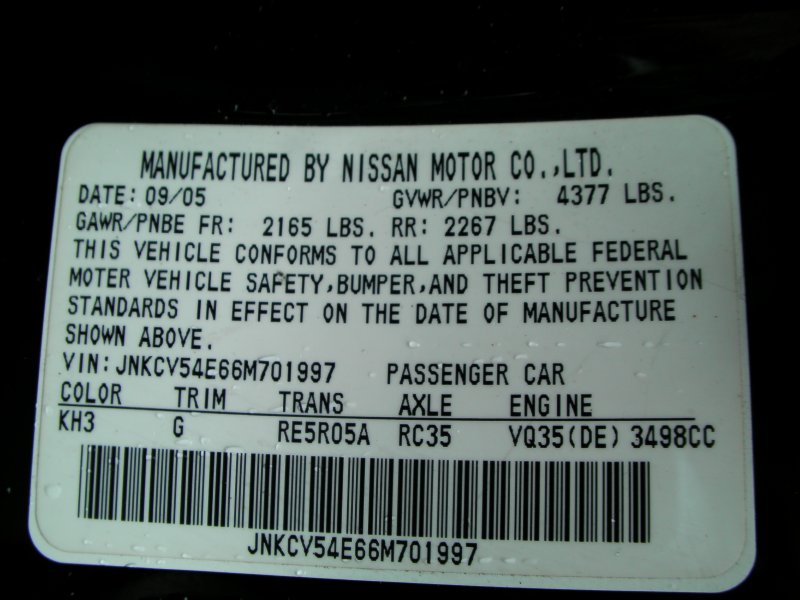 MANUFACTURED BY NISSAN MOTOR CO.,LTD.
DATE: 09/05 GVWR/PNBV: 4377 LBS.
GAWR/PNBE FR: 2165 LBS. RR: 2267 LBS.
THIS VEHICLE CONFORMS TO ALL APPLICABLE FEDERAL
MOTER VEHICLE SAFETY,BUMPER,AND THEFT PREVENTION
STANDARDS IN EFFECT ON THE DATE OF MANUFACTURE
SHOWN ABOVE.
VIN:JNKCV54E66M701997 PASSENGER CAR
COLOR TRIM TRANS AXLE ENGINE
KH3 G RE5R05A RC35 VQ35(DE) 3498CC
JNKCV54E66M701997